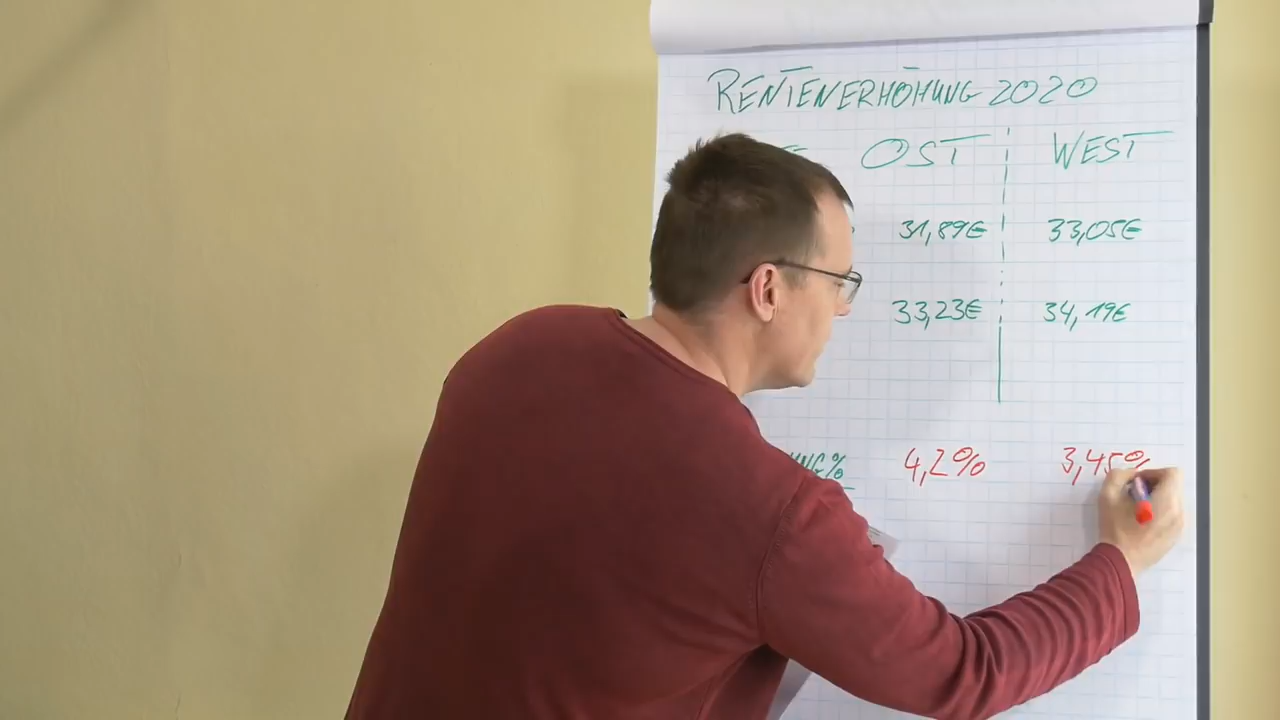 RENTENERHÖHUNG 2020
OST WEST
31,89€ 33,05€
33,23€ 34,19€
4,2% 3,45%